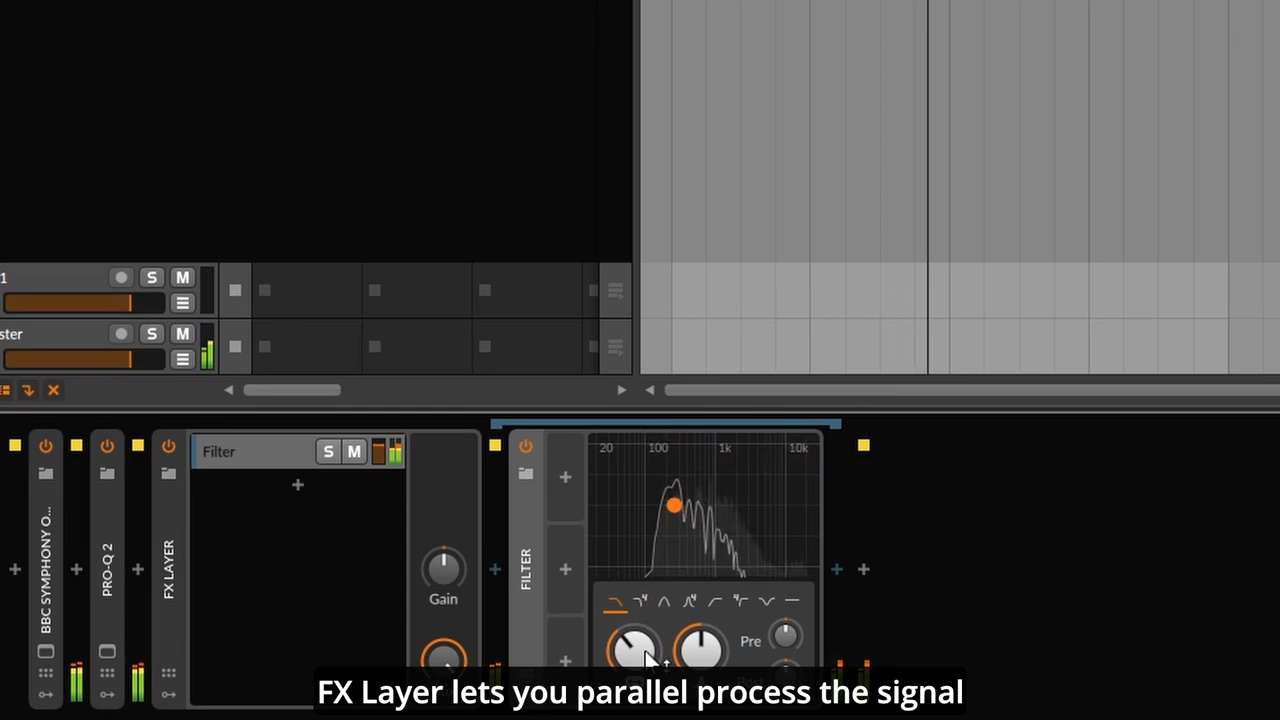 1
S
M
ster
S
M
BBC SYMPHONY O...
PRO-Q 2
FX LAYER
Filter
S
M
Gain
FILTER
20
100
1k
10k
Pre
FX Layer lets you parallel process the signal